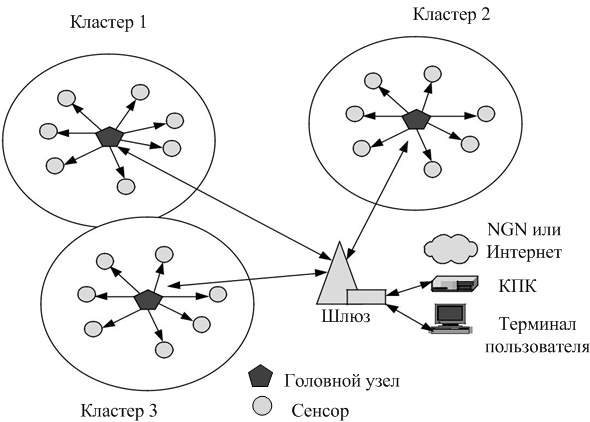 Кластер 1
Кластер 2
NGN или
Интернет
КПК
Шлюз
Терминал
пользователя
Головной узел
Кластер 3
Сенсор